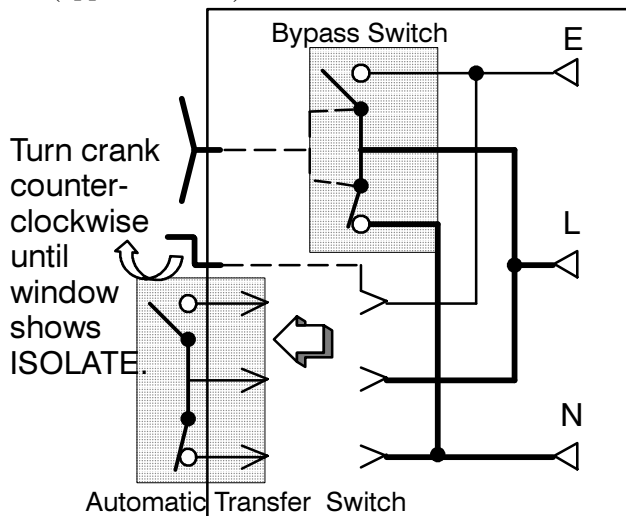 Bypass Switch
E
Turn crank
counter-
clockwise
until
window
shows
ISOLATE.
L
N
Automatic Transfer Switch